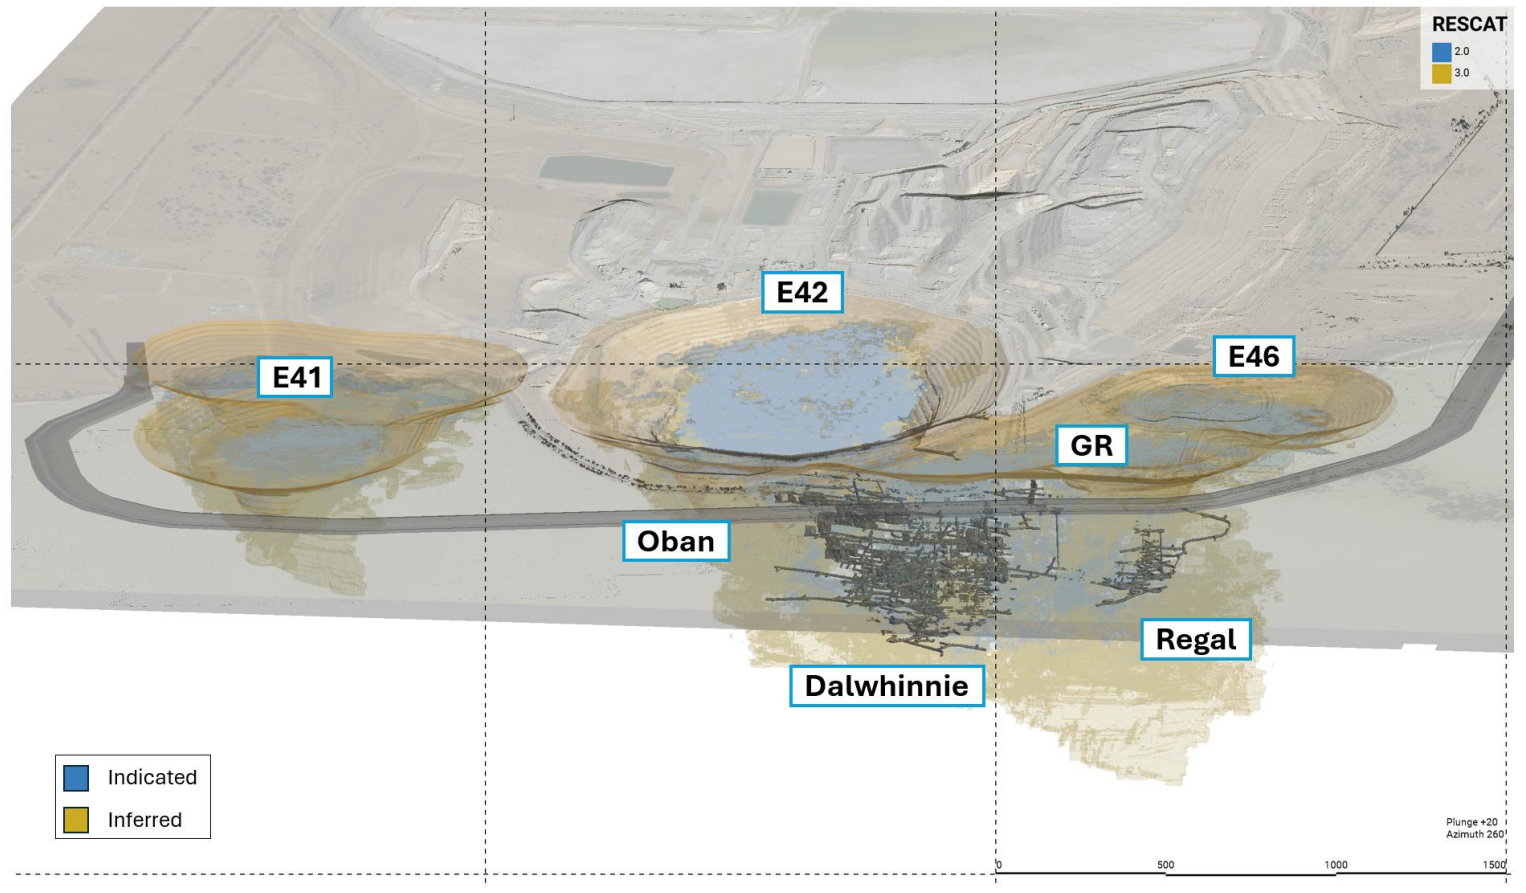 RESCAT
2.0
3.0
E42
E46
E41
GR
Oban
Regal
Dalwhinnie
Indicated
Inferred
Plunge +20
Azimuth 260
0
500
1000
1500